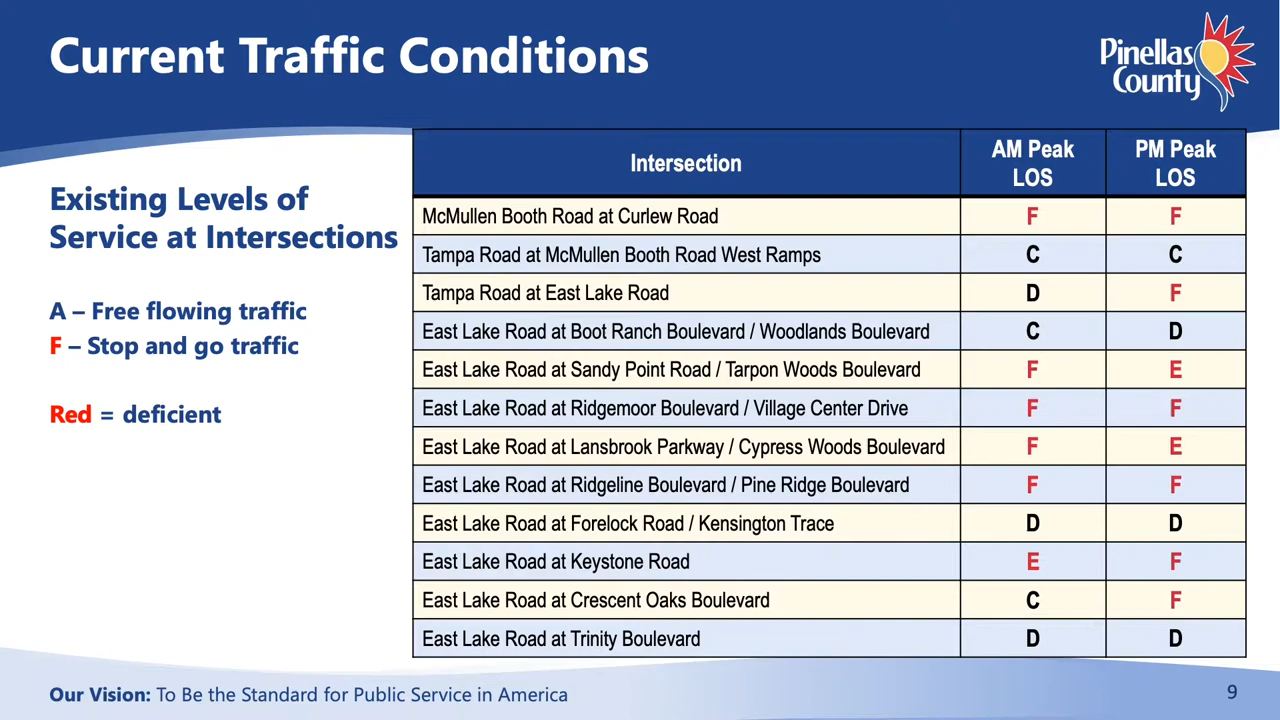 Current Traffic Conditions
Pinellas
County
Existing Levels of
Service at Intersections
A – Free flowing traffic
F – Stop and go traffic
Red = deficient
Intersection AM Peak LOS PM Peak LOS
McMullen Booth Road at Curlew Road F F
Tampa Road at McMullen Booth Road West Ramps C C
Tampa Road at East Lake Road D F
East Lake Road at Boot Ranch Boulevard / Woodlands Boulevard C D
East Lake Road at Sandy Point Road / Tarpon Woods Boulevard F E
East Lake Road at Ridgemoor Boulevard / Village Center Drive F F
East Lake Road at Lansbrook Parkway / Cypress Woods Boulevard F E
East Lake Road at Ridgeline Boulevard / Pine Ridge Boulevard F F
East Lake Road at Forelock Road / Kensington Trace D D
East Lake Road at Keystone Road E F
East Lake Road at Crescent Oaks Boulevard C F
East Lake Road at Trinity Boulevard D D
Our Vision: To Be the Standard for Public Service in America
9